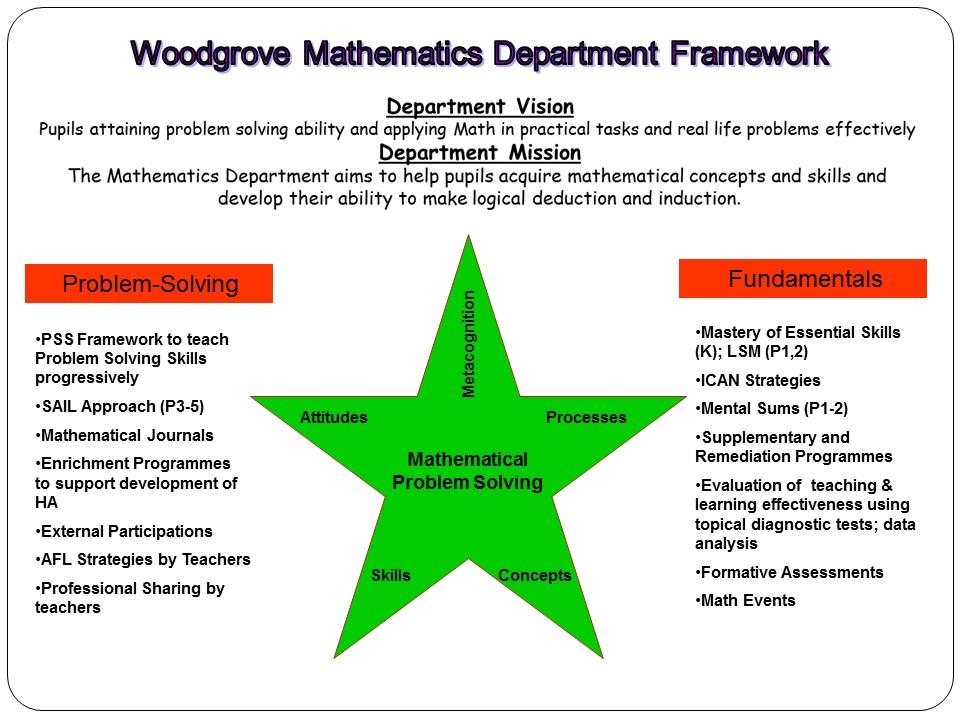 Woodgrove Mathematics Department Framework
Department Vision
Pupils attaining problem solving ability and applying Math in practical tasks and real life problems effectively
Department Mission
The Mathematics Department aims to help pupils acquire mathematical concepts and skills and
develop their ability to make logical deduction and induction.
Problem-Solving
•PSS Framework to teach
Problem Solving Skills
progressively
•SAIL Approach (P3-5)
•Mathematical Journals
•Enrichment Programmes
to support development of
HA
•External Participations
•AFL Strategies by Teachers
•Professional Sharing by
teachers
Metacognition
Attitudes
Processes
Mathematical
Problem Solving
Skills
Concepts
Fundamentals
•Mastery of Essential Skills
(K); LSM (P1,2)
•ICAN Strategies
•Mental Sums (P1-2)
•Supplementary and
Remediation Programmes
•Evaluation of  teaching &
learning effectiveness using
topical diagnostic tests; data
analysis
•Formative Assessments
•Math Events